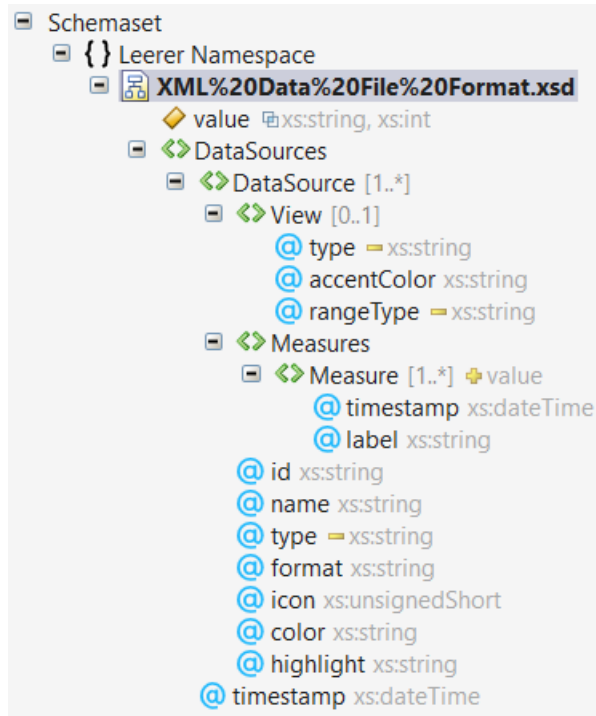 Schemaset
{ } Leerer Namespace
XML%20Data%20File%20Format.xsd
value xs:string, xs:int
DataSources
DataSource [1..*]
View [0..1]
@ type xs:string
@ accentColor xs:string
@ rangeType xs:string
Measures
Measure [1..*] value
@ timestamp xs:dateTime
@ label xs:string
@ id xs:string
@ name xs:string
@ type xs:string
@ format xs:string
@ icon xs:unsignedShort
@ color xs:string
@ highlight xs:string
@ timestamp xs:dateTime